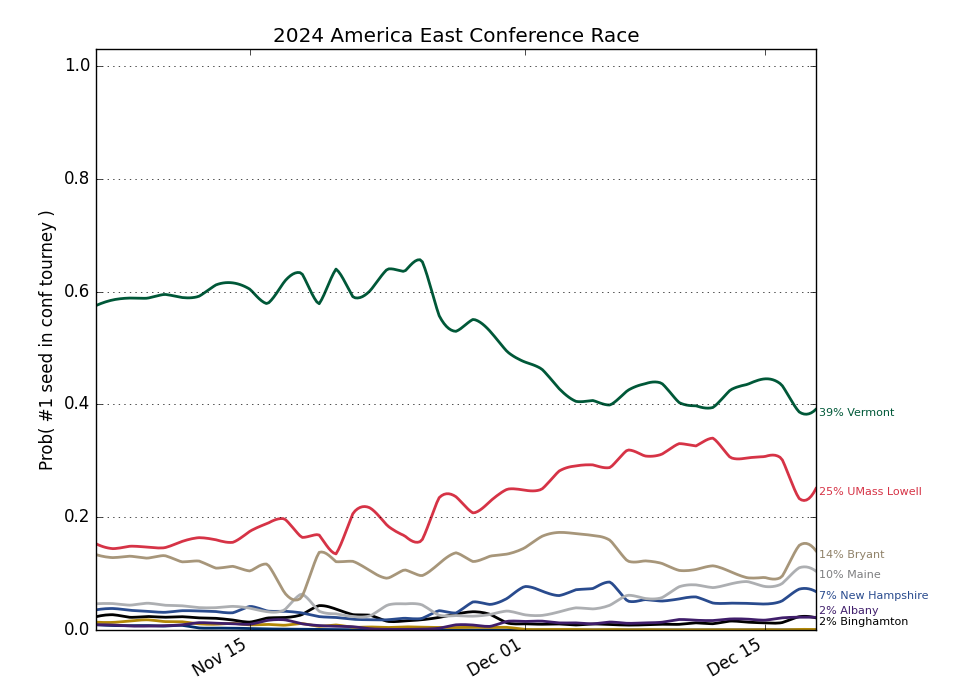 2024 America East Conference Race
Prob( #1 seed in conf tourney )
1.0
0.8
0.6
0.4
0.2
0.0
39% Vermont
25% UMass Lowell
14% Bryant
10% Maine
7% New Hampshire
2% Albany
2% Binghamton
Nov 15
Dec 01
Dec 15